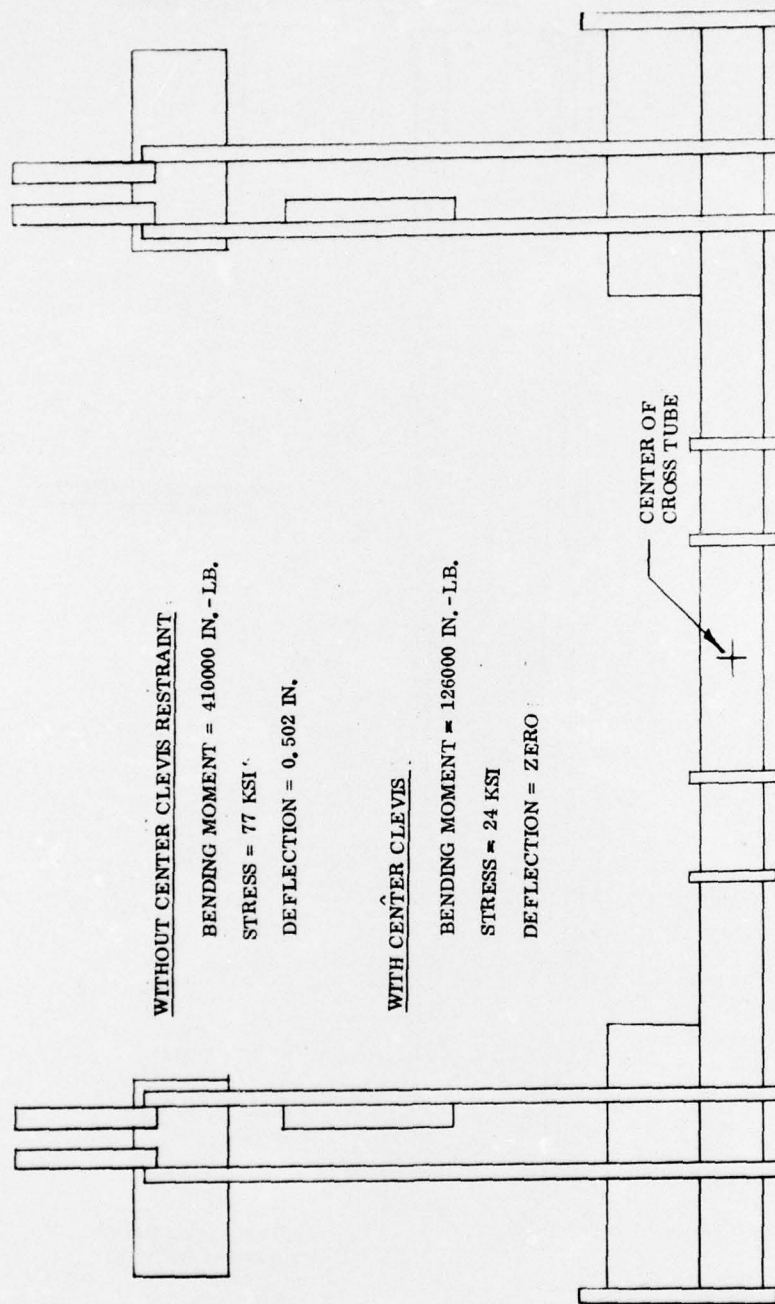 WITHOUT CENTER CLEVIS RESTRAINT
BENDING MOMENT = 410000 IN.-LB.
STRESS = 77 KSI
DEFLECTION = 0.502 IN.
WITH CENTER CLEVIS
BENDING MOMENT = 126000 IN.-LB.
STRESS = 24 KSI
DEFLECTION = ZERO
CENTER OF
CROSS TUBE